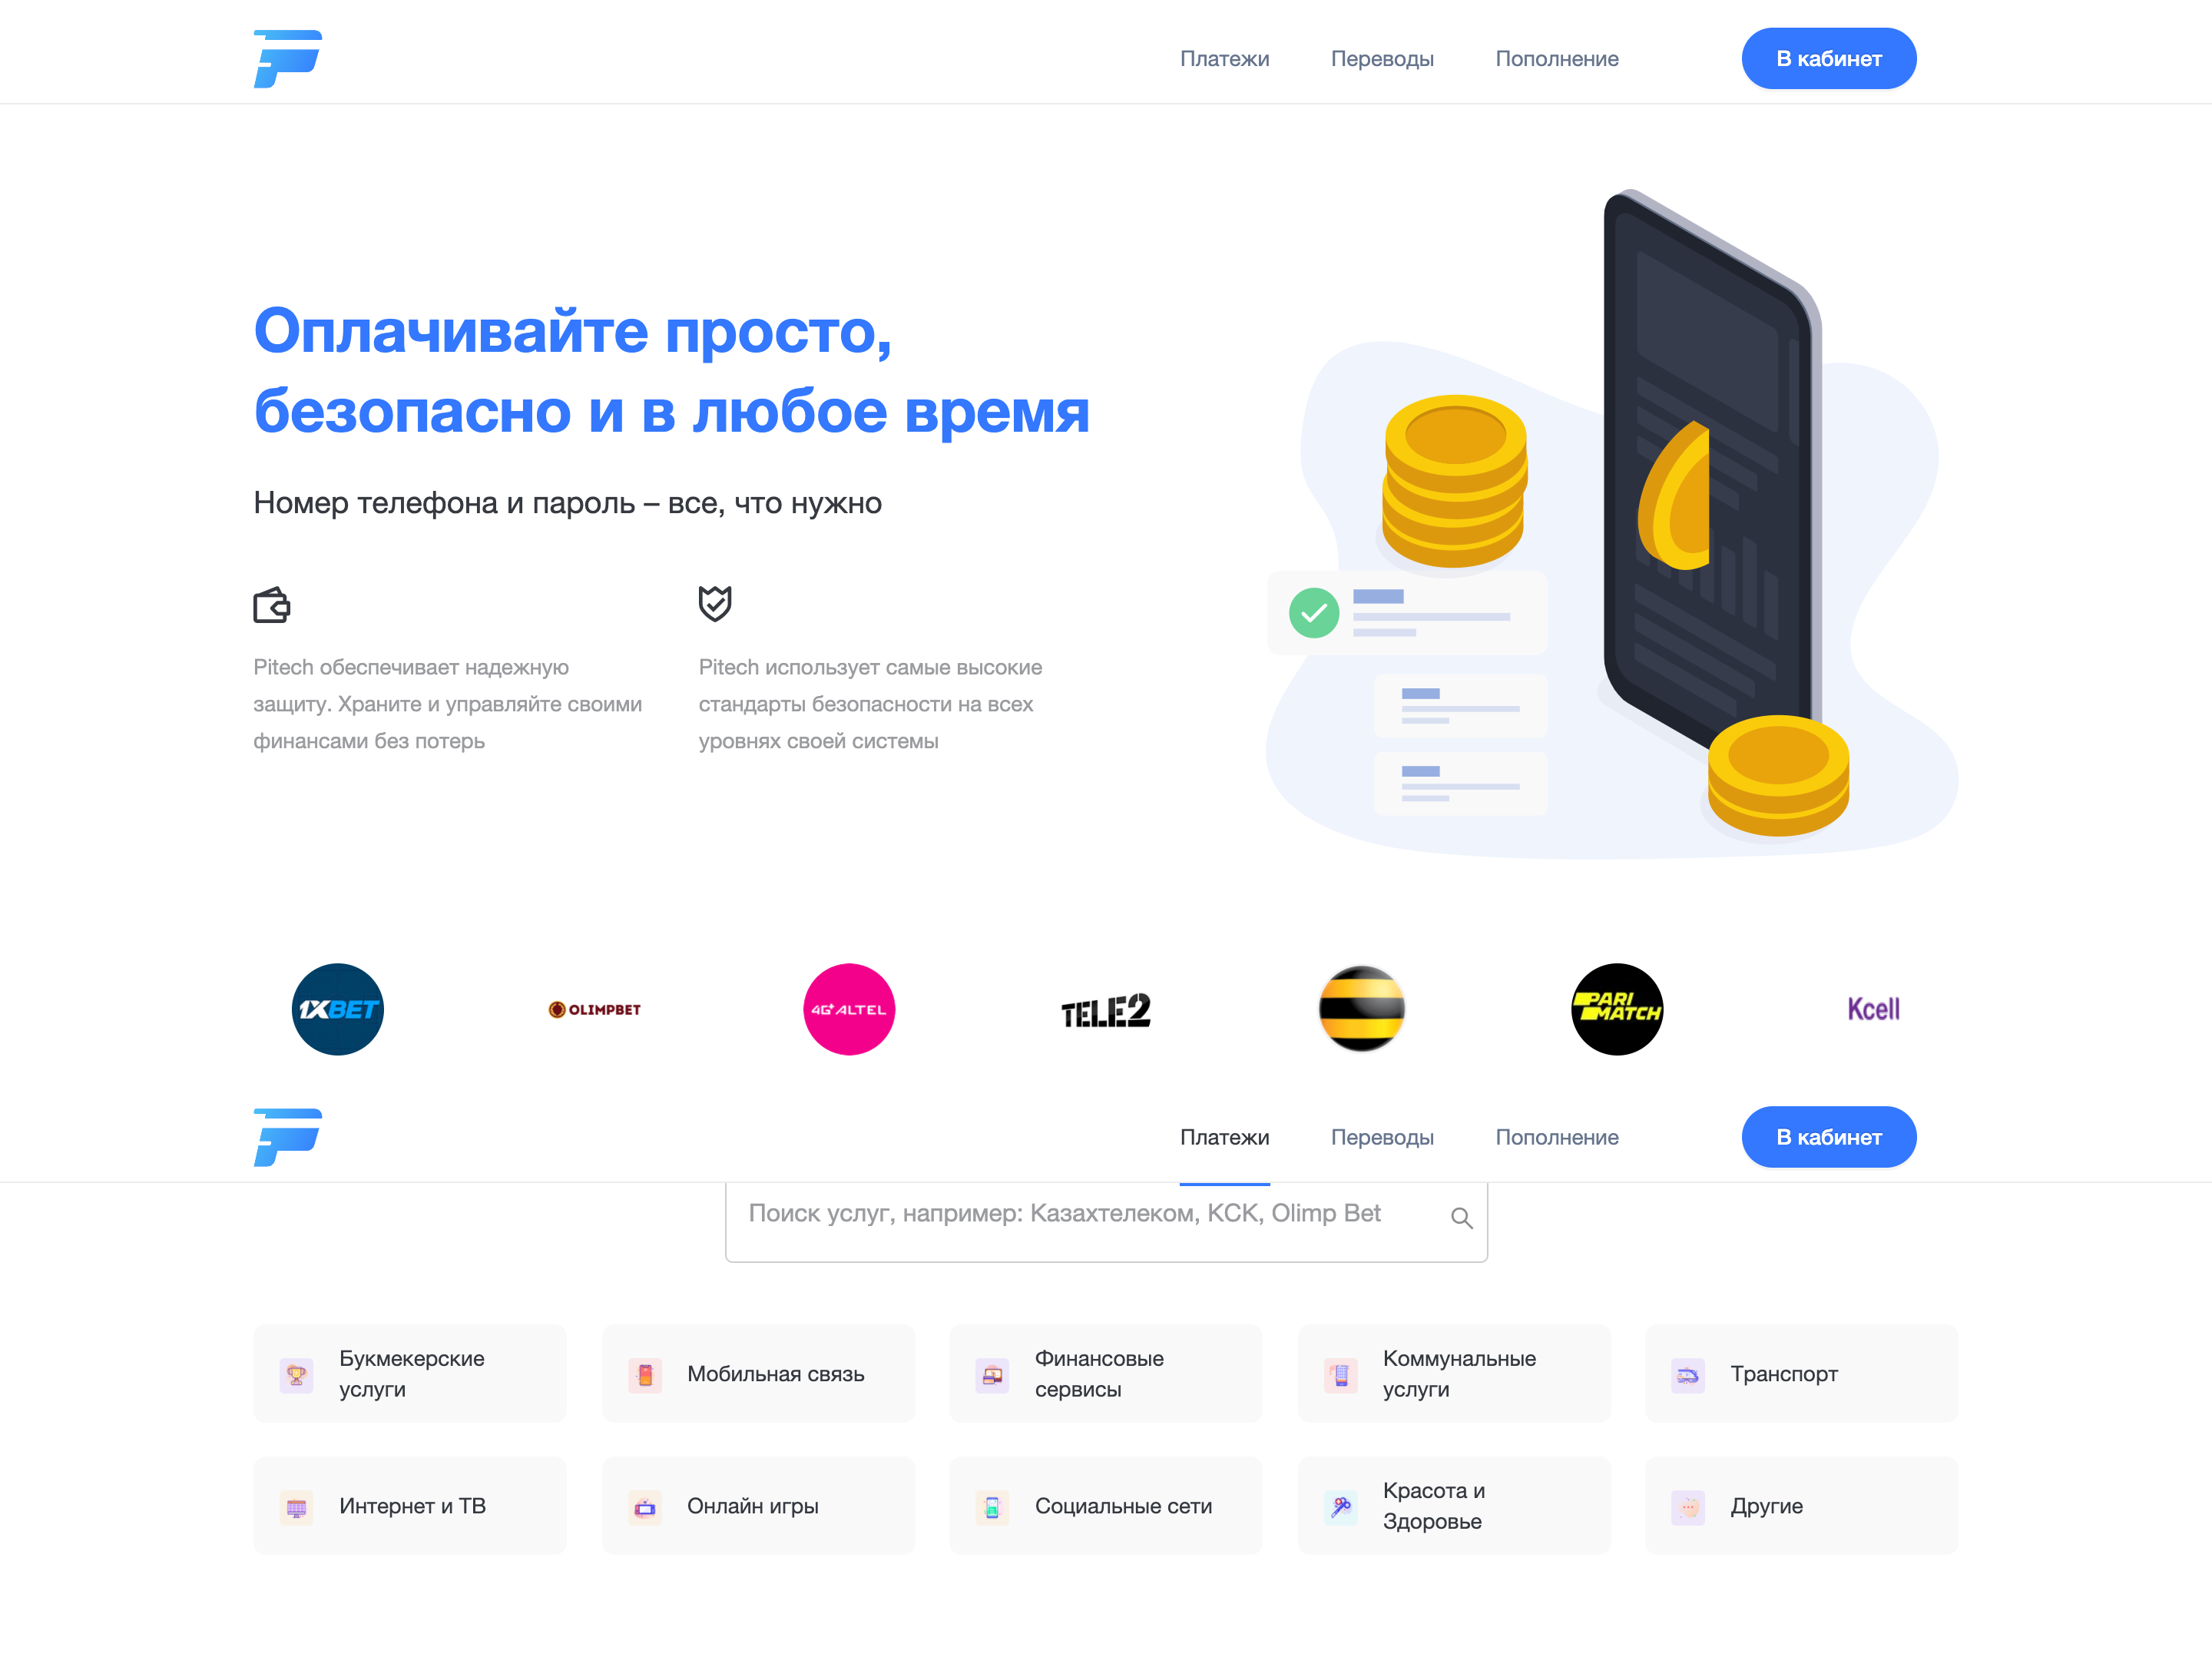 Платежи Переводы Пополнение В кабинет
Оплачивайте просто,
безопасно и в любое время
Номер телефона и пароль – все, что нужно
Pitech обеспечивает надежную
защиту. Храните и управляйте своими
финансами без потерь
Pitech использует самые высокие
стандарты безопасности на всех
уровнях своей системы
1XBET OLIMPBET 4G+ALTEL TELE2 PARI MATCH Kcell
Платежи Переводы Пополнение В кабинет
Поиск услуг, например: Казахтелеком, КСК, Olimp Bet
Букмекерские
услуги
Мобильная связь
Финансовые
сервисы
Коммунальные
услуги
Транспорт
Интернет и ТВ
Онлайн игры
Социальные сети
Красота и
Здоровье
Другие